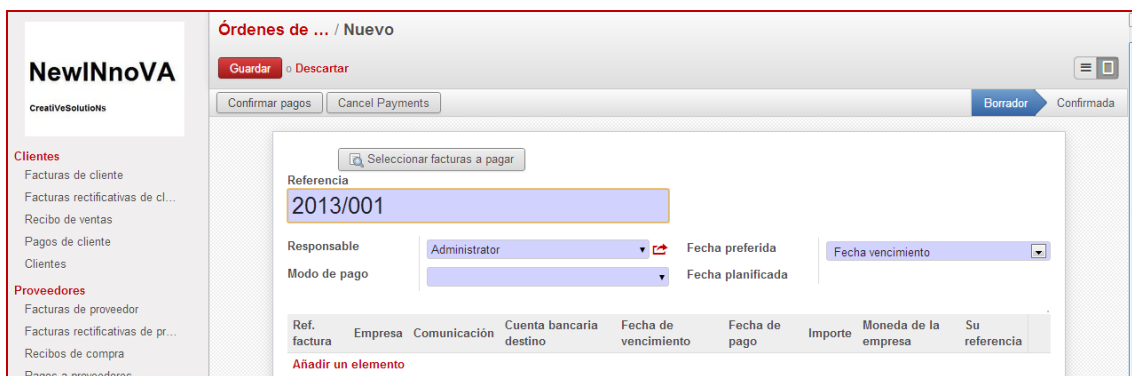 NewINnoVA
CreatiVeSolutioNs
Clientes
Facturas de cliente
Facturas rectificativas de cl...
Recibo de ventas
Pagos de cliente
Clientes
Proveedores
Facturas de proveedor
Facturas rectificativas de pr...
Recibos de compra
Pagos a proveedores
Órdenes de ... / Nuevo
Guardar o Descartar
Confirmar pagos Cancel Payments Borrador Confirmada
Seleccionar facturas a pagar
Referencia
2013/001
Responsable Administrator Fecha preferida Fecha vencimiento
Modo de pago Fecha planificada
Ref. factura Empresa Comunicación Cuenta bancaria destino Fecha de vencimiento Fecha de pago Importe Moneda de la empresa Su referencia
Añadir un elemento